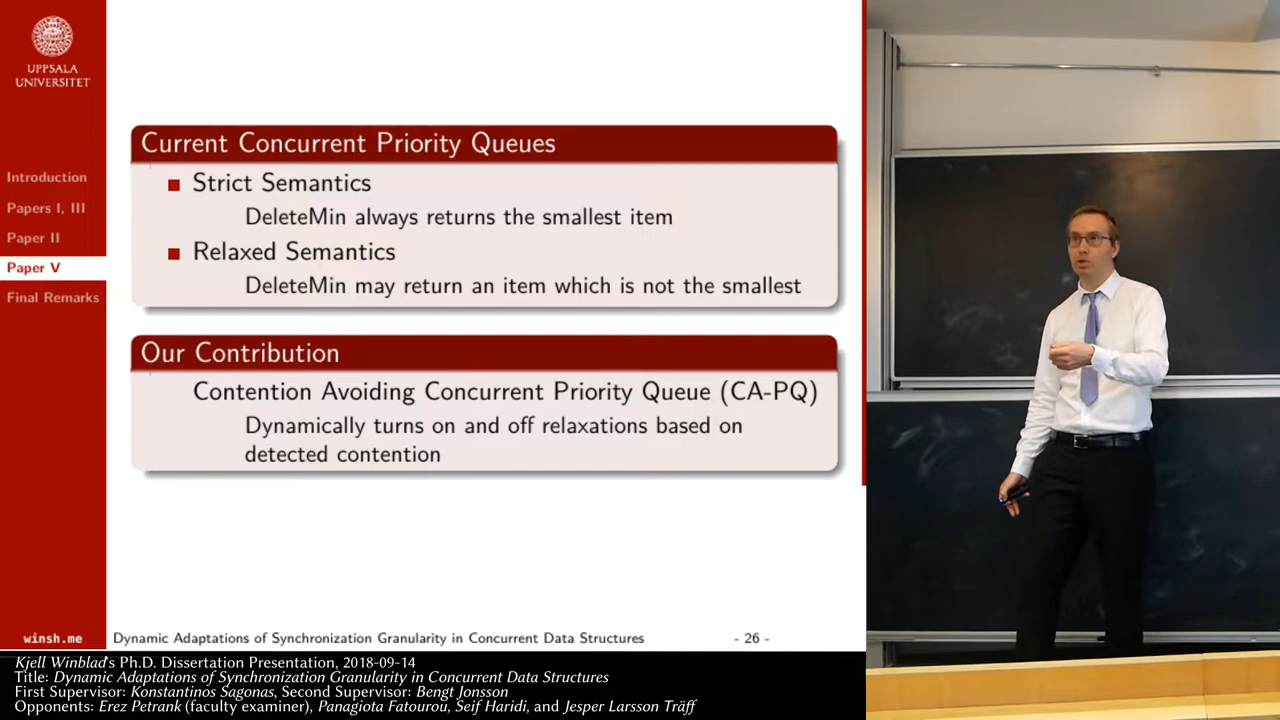 UPPSALA
UNIVERSITET
Introduction
Papers I, III
Paper II
Paper V
Final Remarks
winsh.me
Current Concurrent Priority Queues
Strict Semantics
DeleteMin always returns the smallest item
Relaxed Semantics
DeleteMin may return an item which is not the smallest
Our Contribution
Contention Avoiding Concurrent Priority Queue (CA-PQ)
Dynamically turns on and off relaxations based on
detected contention
Dynamic Adaptations of Synchronization Granularity in Concurrent Data Structures - 26 -
Kjell Winblad's Ph.D. Dissertation Presentation, 2018-09-14
Title: Dynamic Adaptations of Synchronization Granularity in Concurrent Data Structures
First Supervisor: Konstantinos Sagonas, Second Supervisor: Bengt Jonsson
Opponents: Erez Petrank (faculty examiner), Panagiota Fatourou, Seif Haridi, and Jesper Larsson Träff